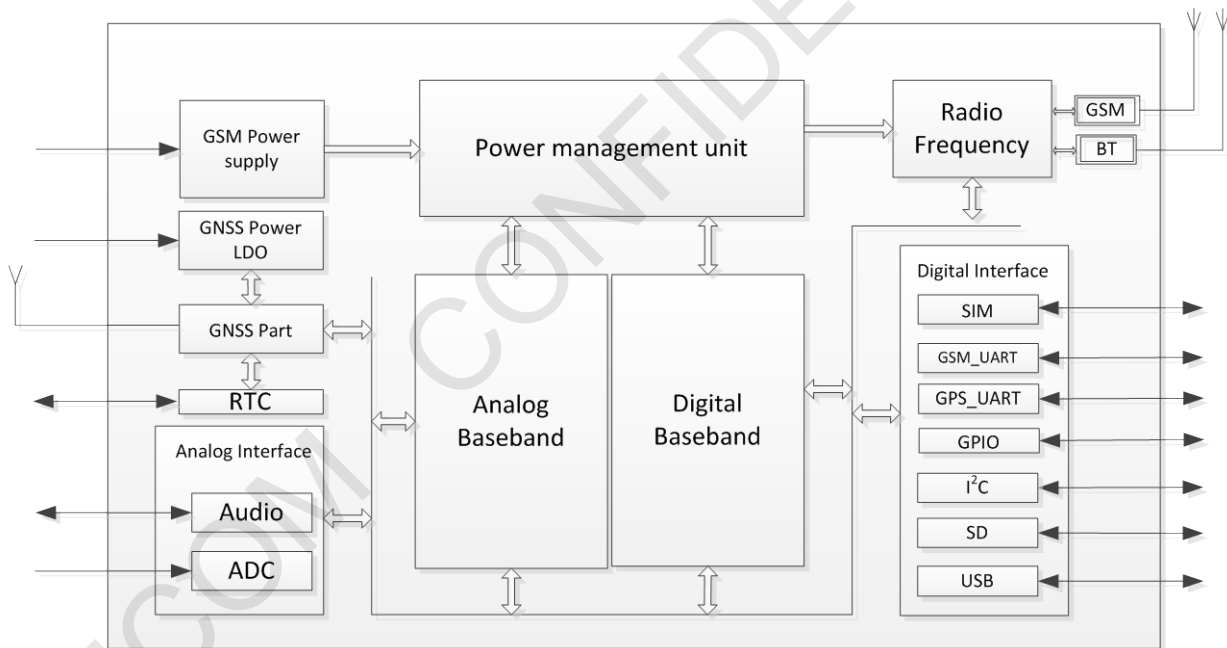 GSM Power
supply
Power management unit
Radio
Frequency
GSM
BT
GNSS Power
LDO
GNSS Part
RTC
Analog Interface
Audio
ADC
Analog
Baseband
Digital
Baseband
Digital Interface
SIM
GSM_UART
GPS_UART
GPIO
I²C
SD
USB